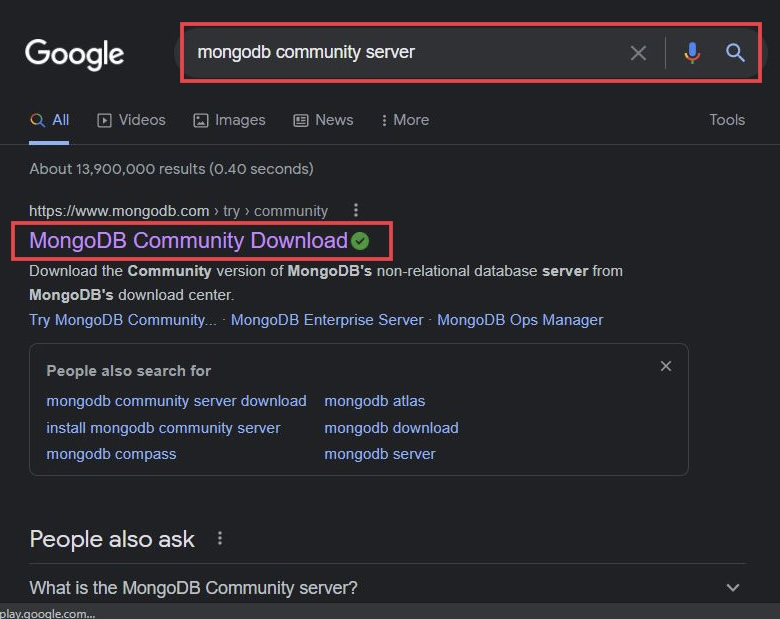 Google
mongodb community server
All Videos Images News More Tools
About 13,900,000 results (0.40 seconds)
https://www.mongodb.com › try › community
MongoDB Community Download
Download the Community version of MongoDB's non-relational database server from
MongoDB's download center.
Try MongoDB Community... · MongoDB Enterprise Server · MongoDB Ops Manager
People also search for
mongodb community server download mongodb atlas
install mongodb community server mongodb download
mongodb compass mongodb server
People also ask
What is the MongoDB Community server?
play.google.com...